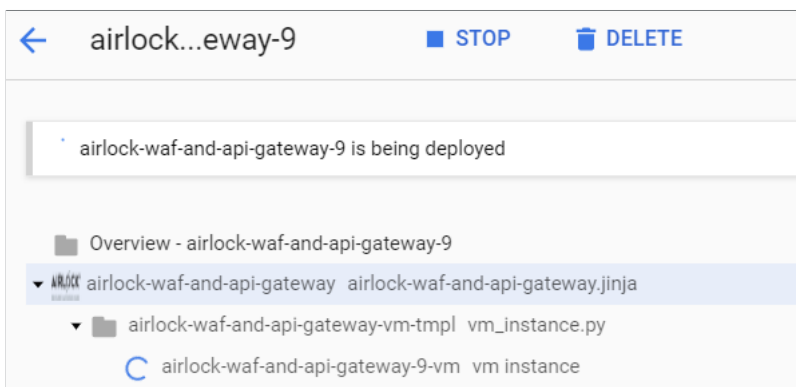 airlock...eway-9 STOP DELETE
airlock-waf-and-api-gateway-9 is being deployed
Overview - airlock-waf-and-api-gateway-9
AIRLOCK airlock-waf-and-api-gateway airlock-waf-and-api-gateway.jinja
airlock-waf-and-api-gateway-vm-tmpl vm_instance.py
airlock-waf-and-api-gateway-9-vm vm instance